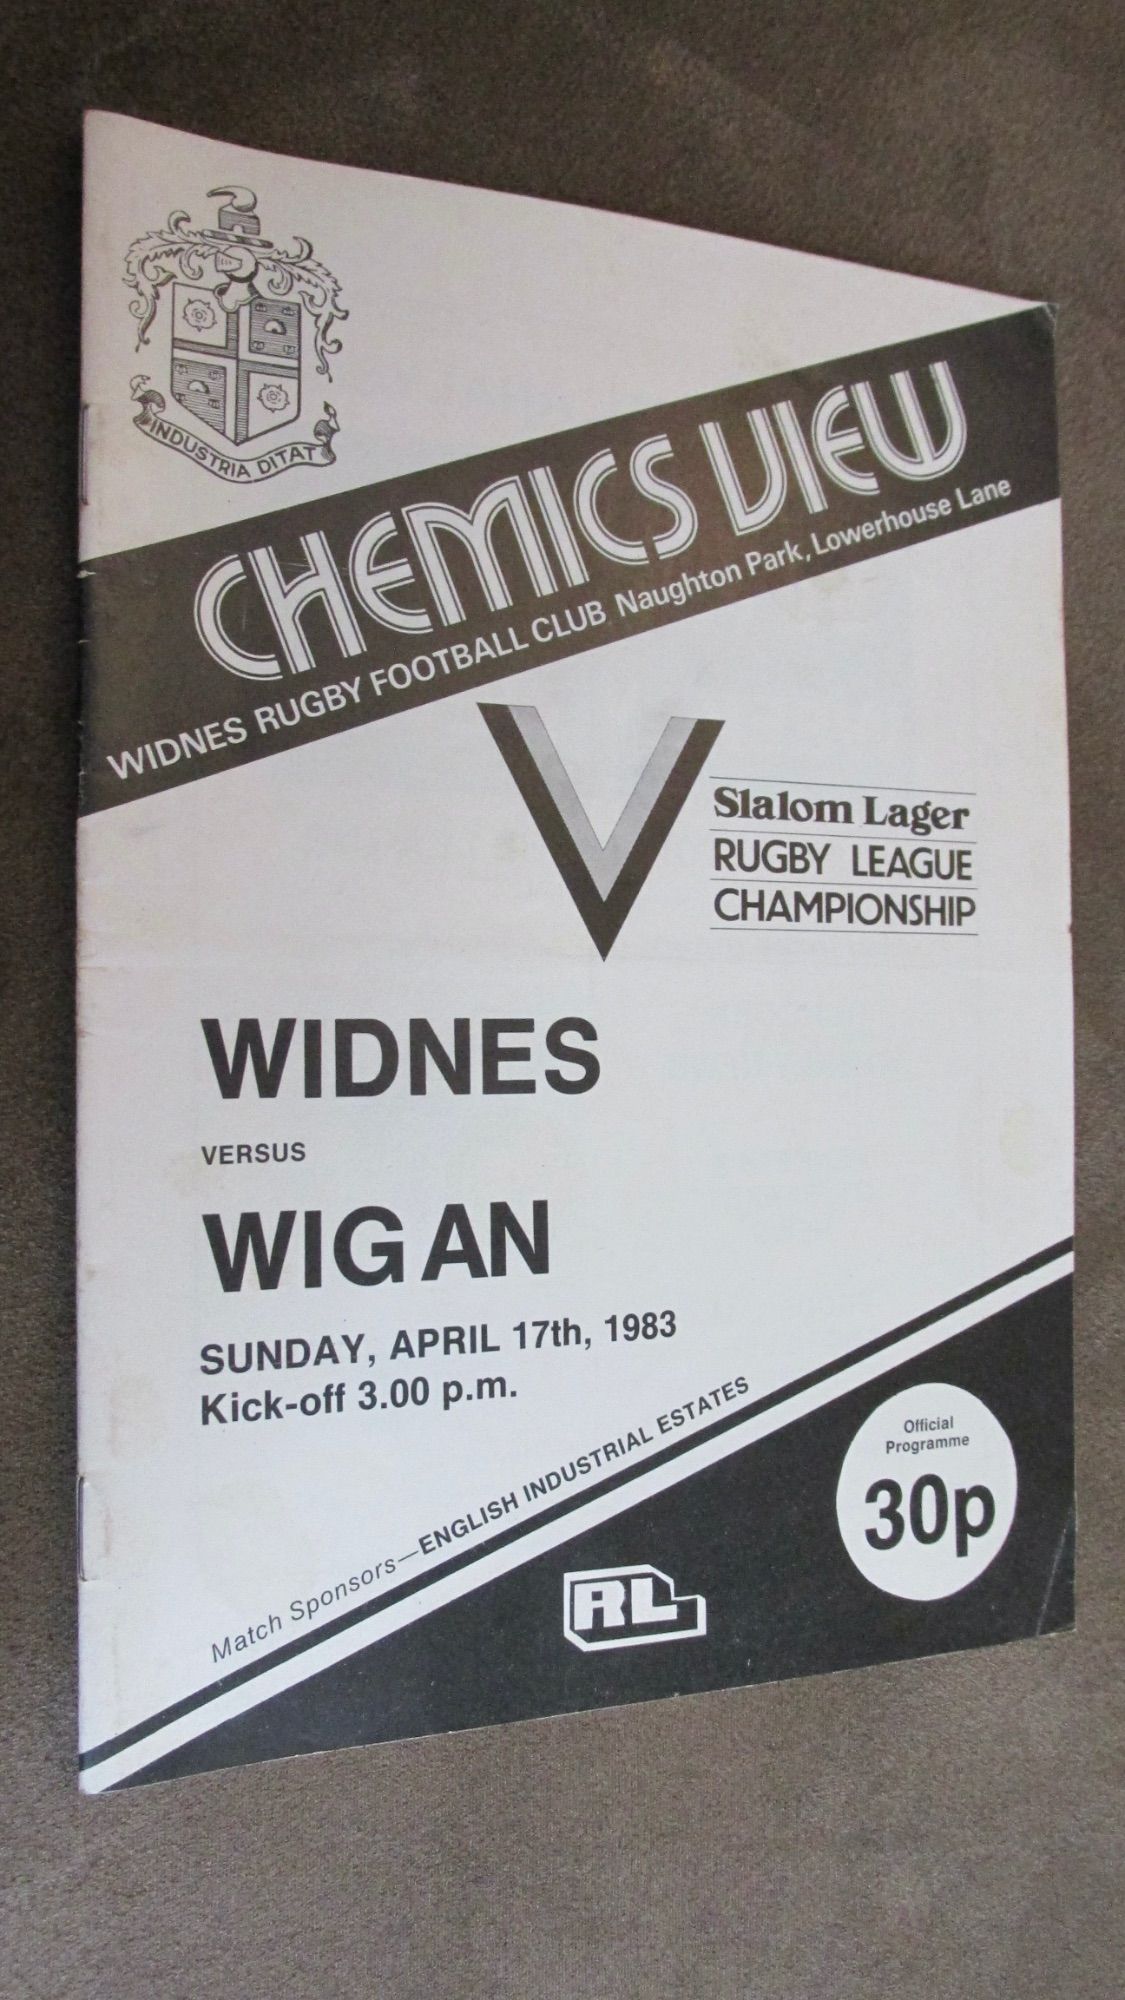 INDUSTRIA DITAT
CHEMICS VIEW
WIDNES RUGBY FOOTBALL CLUB Naughton Park, Lowerhouse Lane
Slalom Lager
RUGBY LEAGUE
CHAMPIONSHIP
WIDNES
VERSUS
WIGAN
SUNDAY, APRIL 17th, 1983
Kick-off 3.00 p.m.
Match Sponsors—ENGLISH INDUSTRIAL ESTATES
Official
Programme
30p
RL